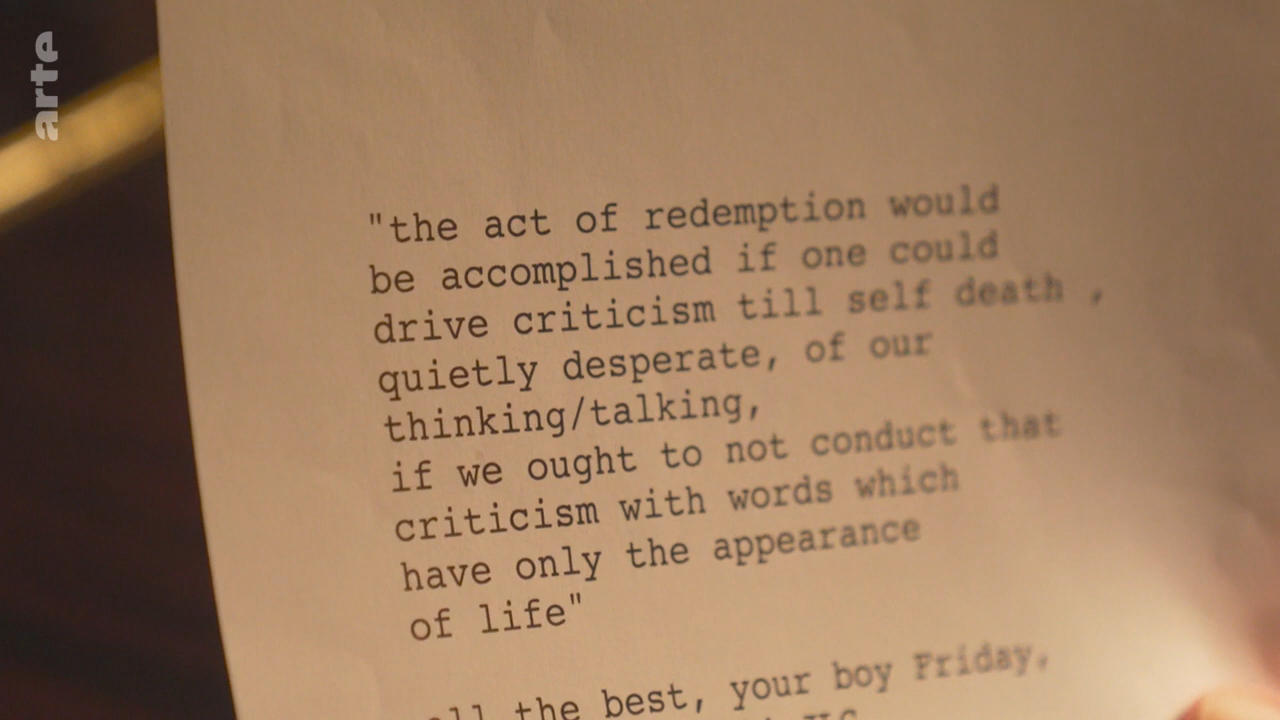 arte
"the act of redemption would
be accomplished if one could
drive criticism till self death ,
quietly desperate, of our
thinking/talking,
if we ought to not conduct that
criticism with words which
have only the appearance
of life"
the best, your boy Friday,